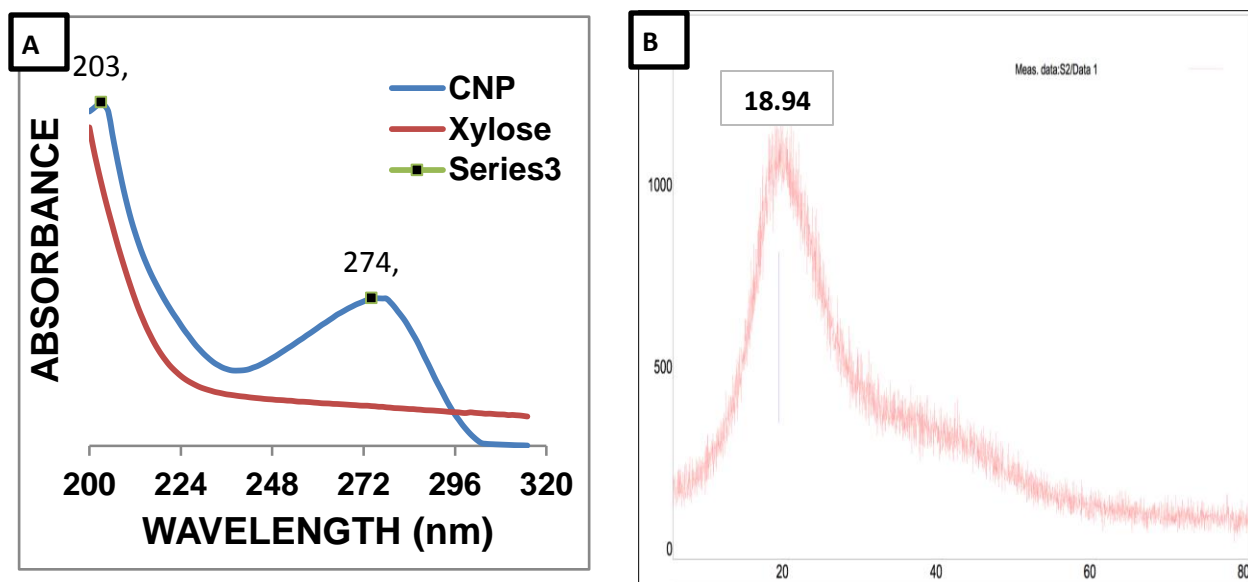 A
203,
CNP
Xylose
Series3
274,
ABSORBANCE
200 224 248 272 296 320
WAVELENGTH (nm)
B
Meas. data:S2/Data 1
18.94
1000
500
0
20 40 60 80